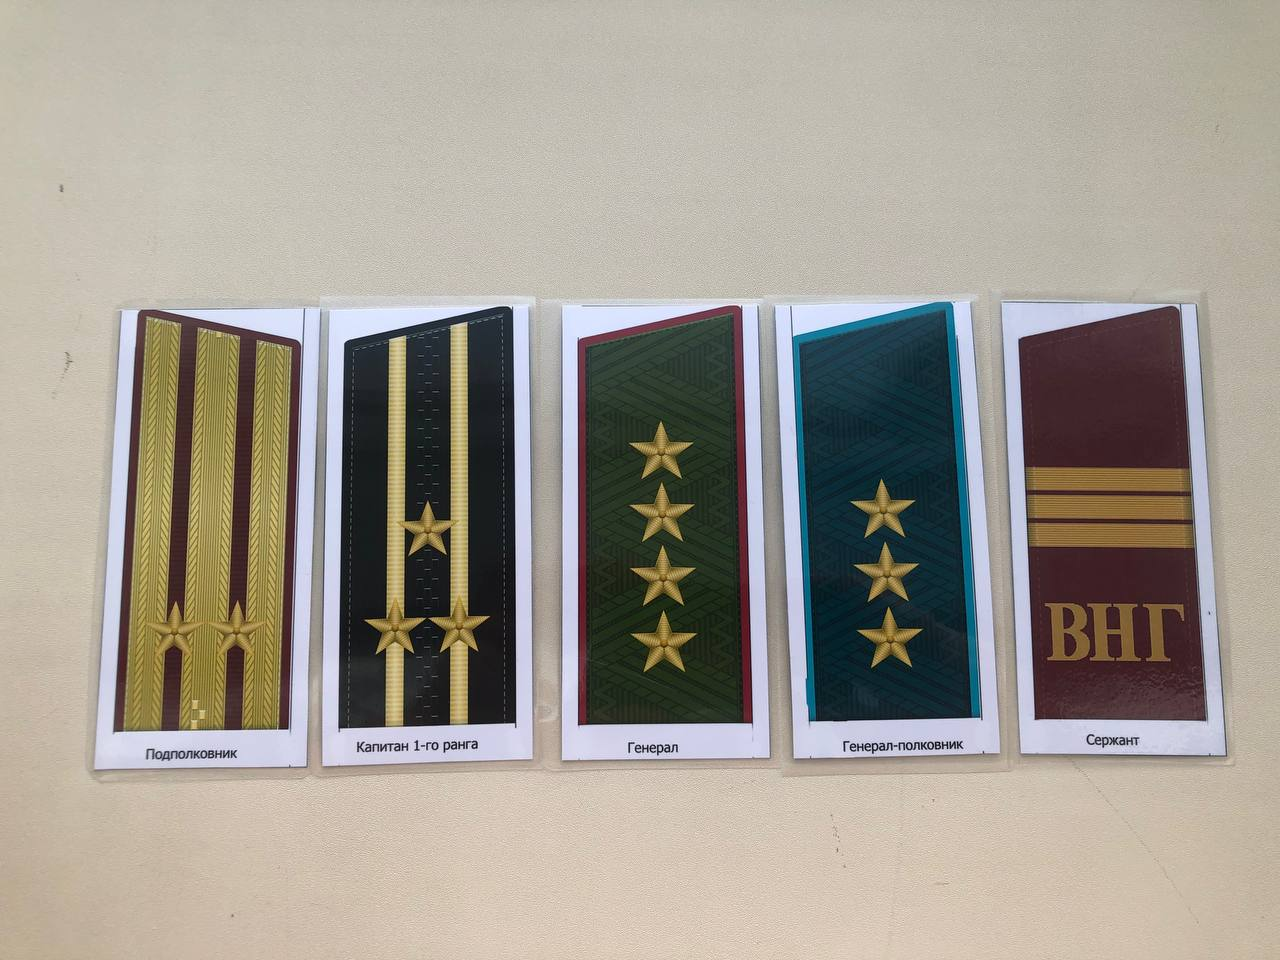 ВНГ
Подполковник
Капитан 1-го ранга
Генерал
Генерал-полковник
Сержант